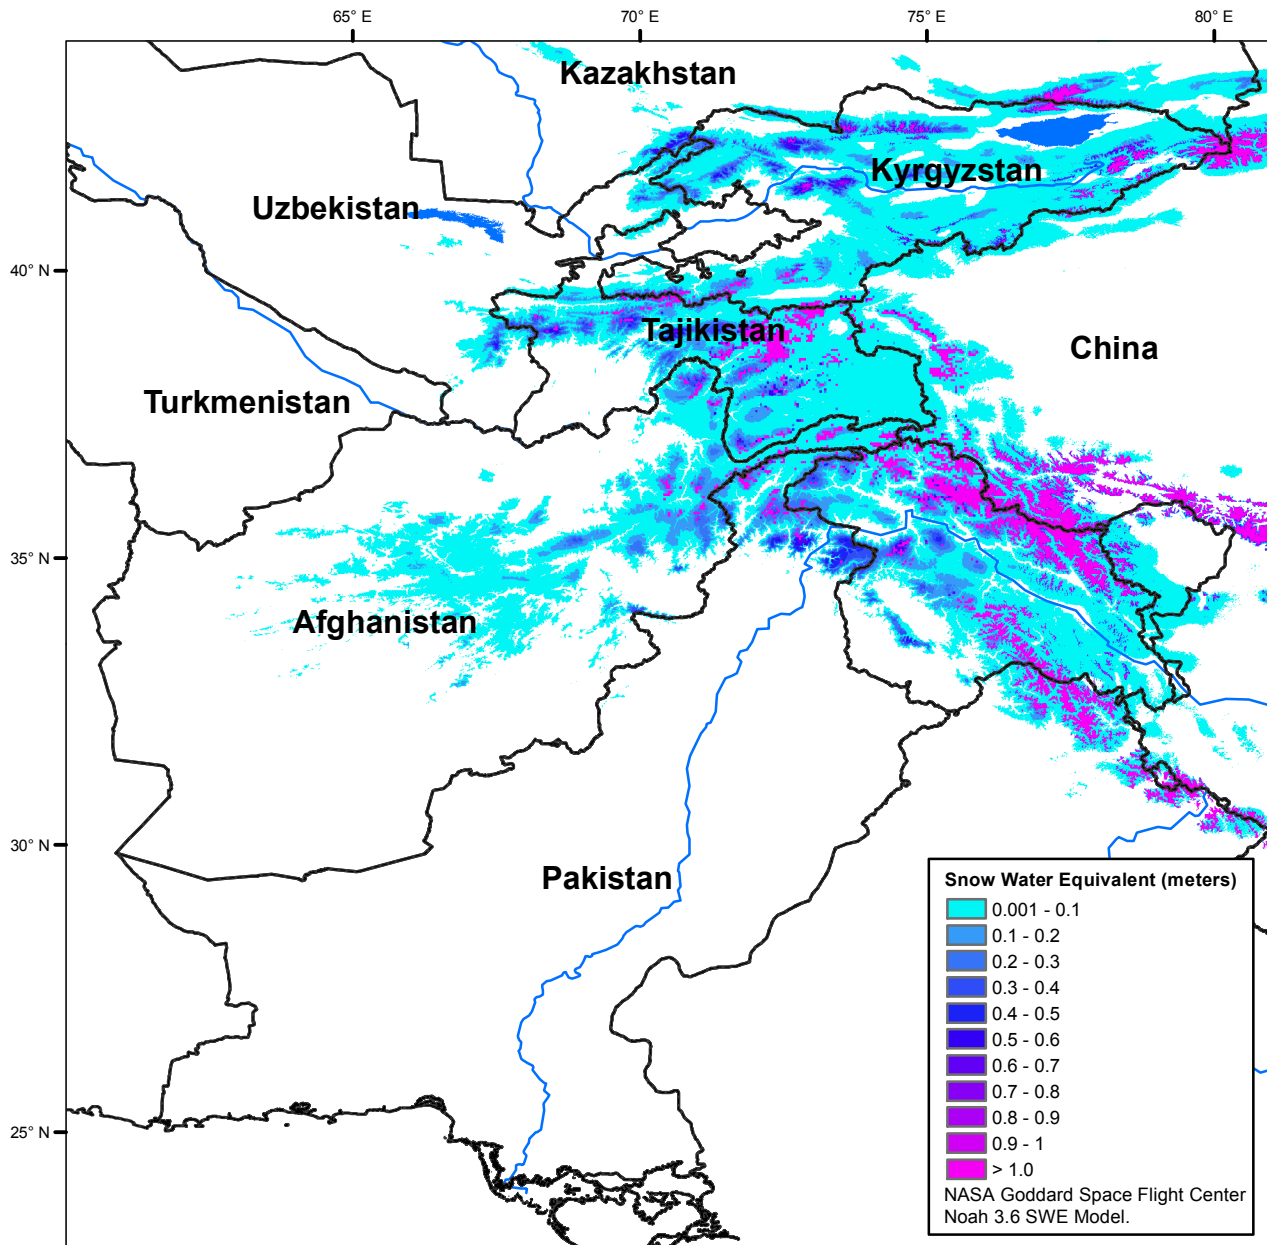 65° E
70° E
75° E
80° E
Kazakhstan
Kyrgyzstan
Uzbekistan
40° N
Tajikistan
China
Turkmenistan
35° N
Afghanistan
30° N
Pakistan
25° N
Snow Water Equivalent (meters)
0.001 - 0.1
0.1 - 0.2
0.2 - 0.3
0.3 - 0.4
0.4 - 0.5
0.5 - 0.6
0.6 - 0.7
0.7 - 0.8
0.8 - 0.9
0.9 - 1
> 1.0
NASA Goddard Space Flight Center
Noah 3.6 SWE Model.